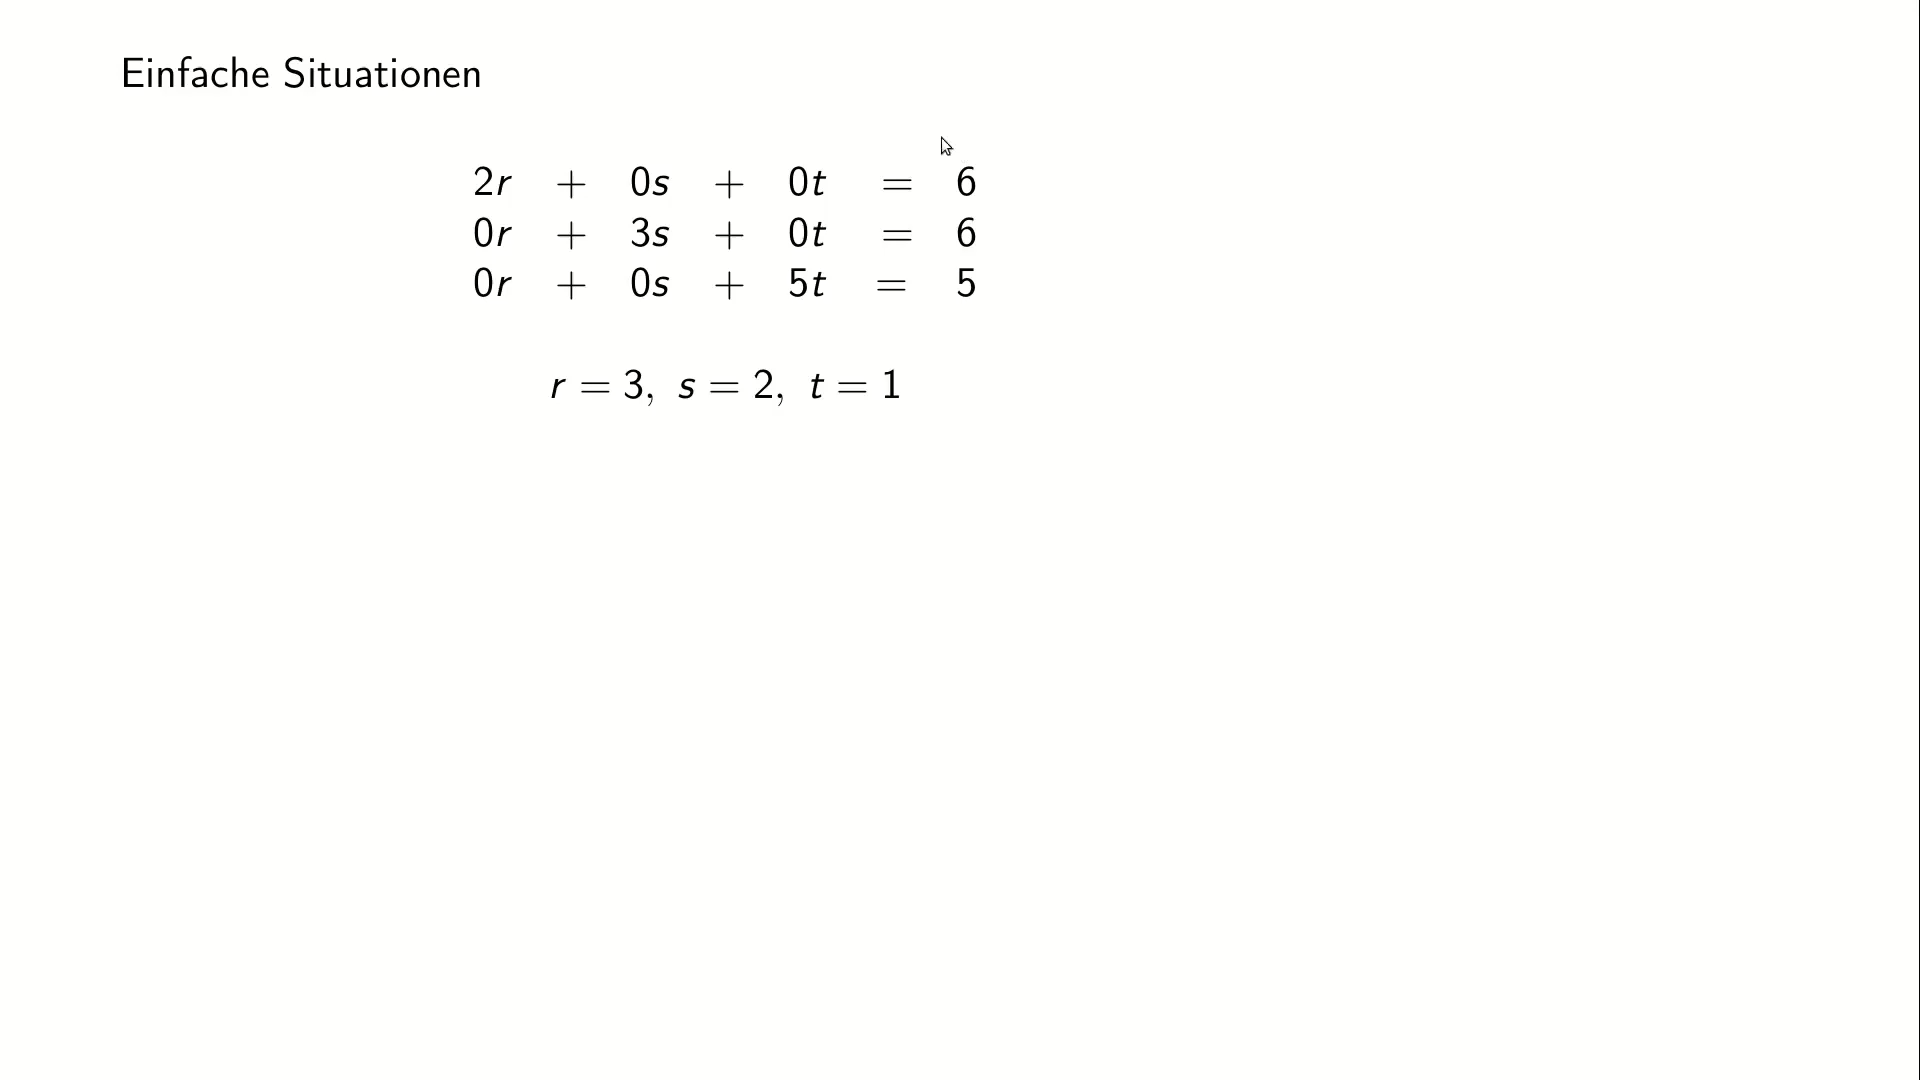 Einfache Situationen
2r + 0s + 0t = 6
0r + 3s + 0t = 6
0r + 0s + 5t = 5
r = 3, s = 2, t = 1